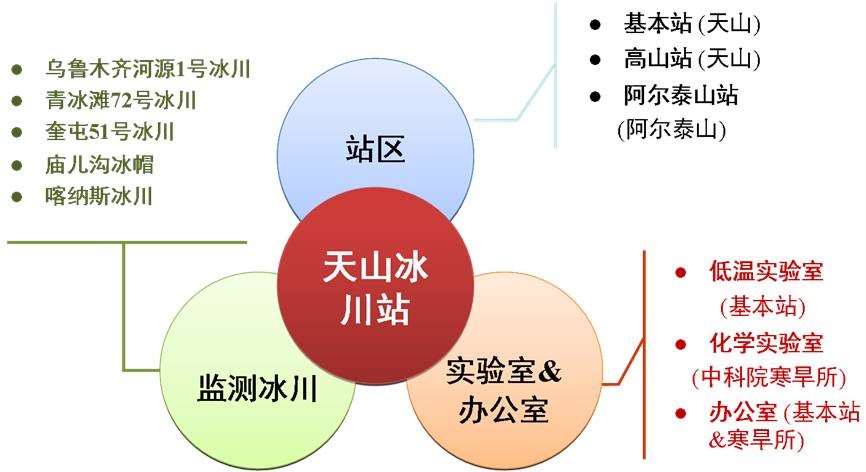 基本站 (天山)
高山站 (天山)
阿尔泰山站
(阿尔泰山)
乌鲁木齐河源1号冰川
青冰滩72号冰川
奎屯51号冰川
庙儿沟冰帽
喀纳斯冰川
站区
天山冰
川站
监测冰川
实验室&
办公室
低温实验室
(基本站)
化学实验室
(中科院寒旱所)
办公室 (基本站
&寒旱所)